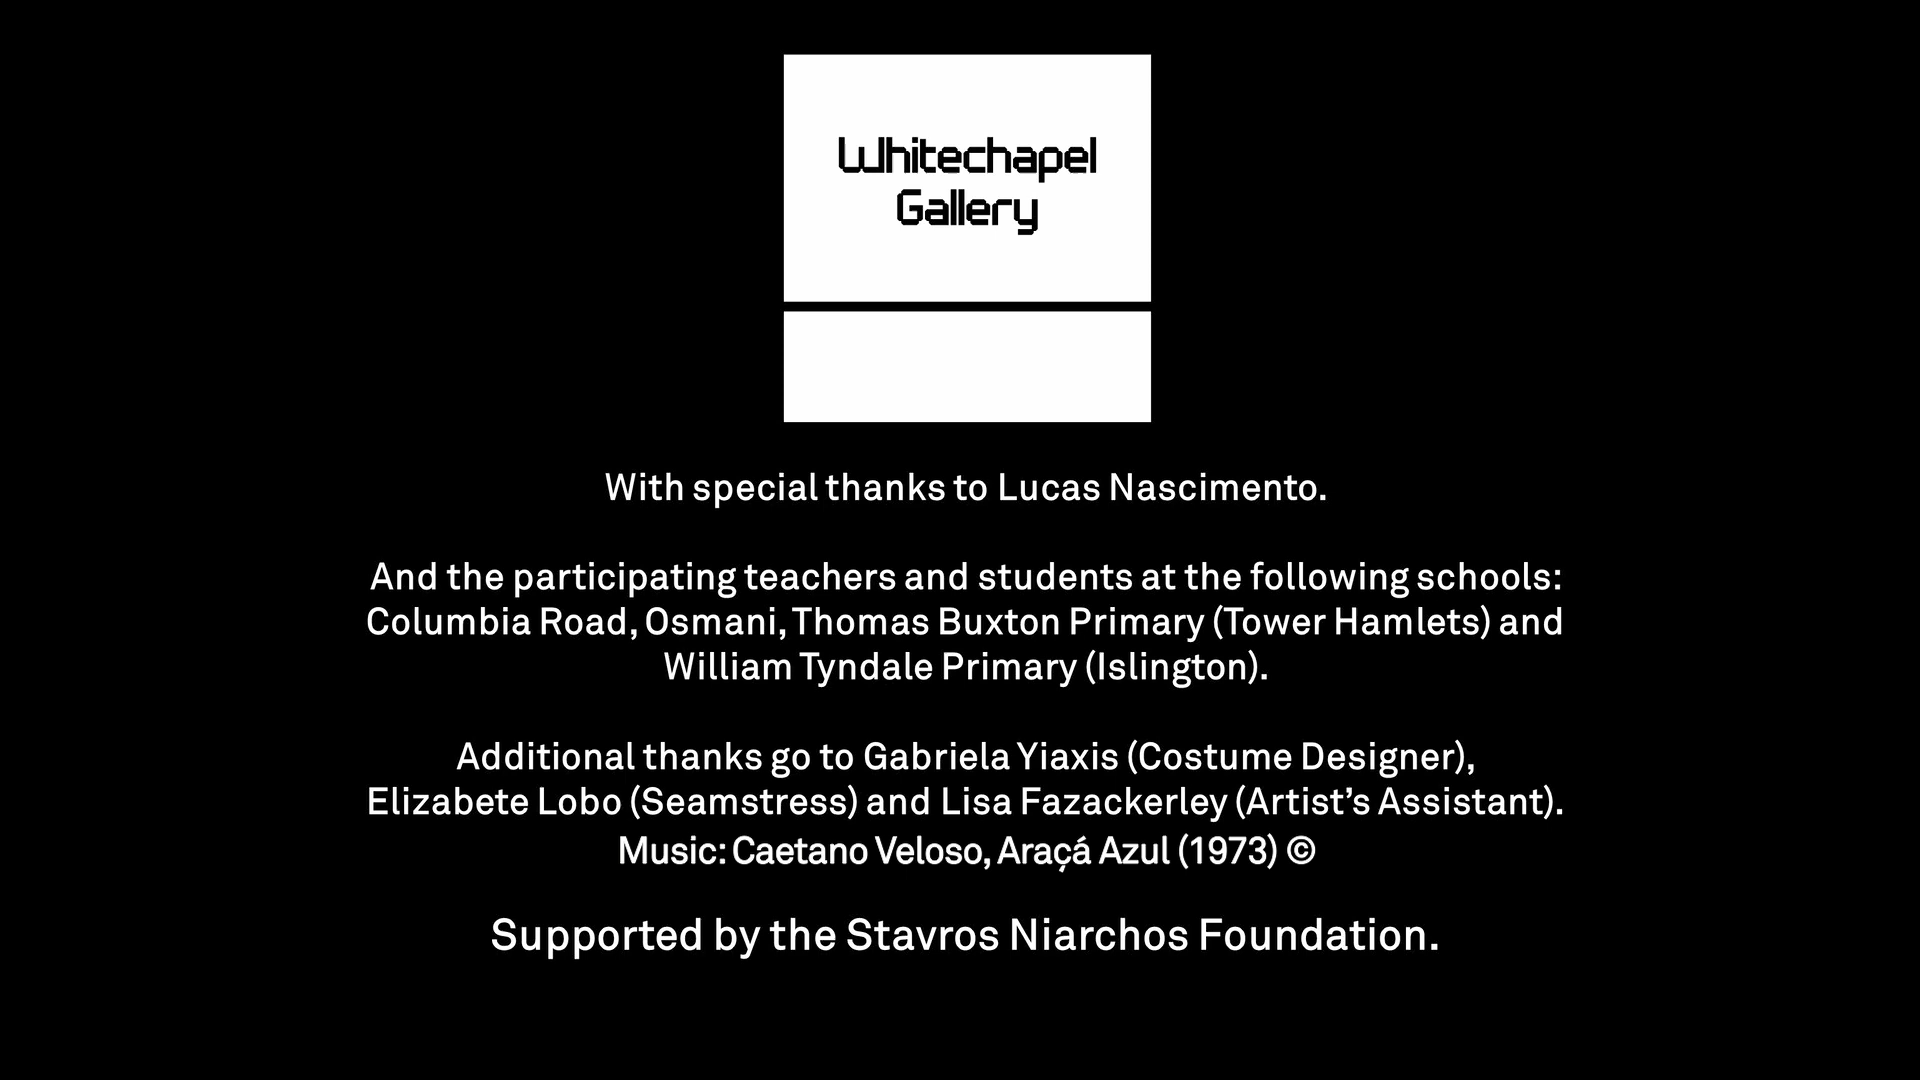 Whitechapel
Gallery
With special thanks to Lucas Nascimento.
And the participating teachers and students at the following schools:
Columbia Road, Osmani, Thomas Buxton Primary (Tower Hamlets) and
William Tyndale Primary (Islington).
Additional thanks go to Gabriela Yiaxis (Costume Designer),
Elizabete Lobo (Seamstress) and Lisa Fazackerley (Artist’s Assistant).
Music: Caetano Veloso, Araçá Azul (1973) ©
Supported by the Stavros Niarchos Foundation.